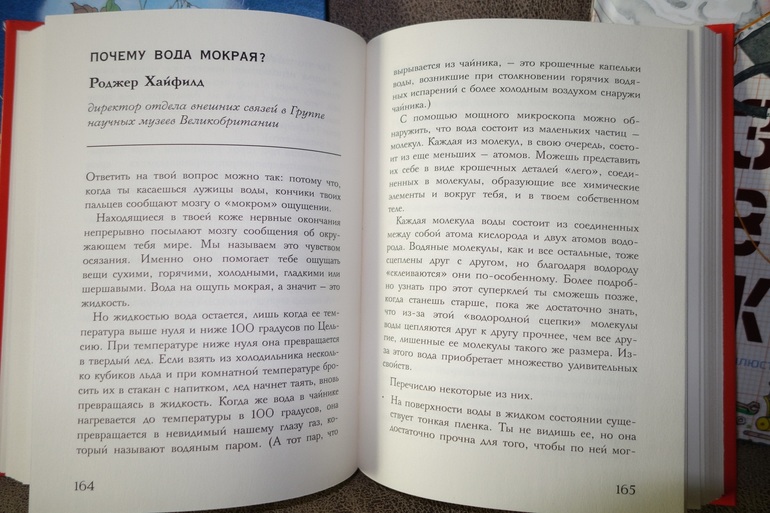 ПОЧЕМУ ВОДА МОКРАЯ?
Роджер Хайфилд
директор отдела внешних связей в Группе
научных музеев Великобритании
Ответить на твой вопрос можно так: потому что,
когда ты касаешься лужицы воды, кончики твоих
пальцев сообщают мозгу о «мокром» ощущении.
Находящиеся в твоей коже нервные окончания
непрерывно посылают мозгу сообщения об окру-
жающем тебя мире. Мы называем это чувством
осязания. Именно оно помогает тебе ощущать
вещи сухими, горячими, холодными, гладкими или
шершавыми. Вода на ощупь мокрая, а значит – это
жидкость.
Но жидкостью вода остается, лишь когда ее тем-
пература выше нуля и ниже 100 градусов по Цель-
сию. При температуре ниже нуля она превращается
в твердый лед. Если взять из холодильника несколь-
ко кубиков льда и при комнатной температуре бро-
сить их в стакан с напитком, лед начнет таять, вновь
превращаясь в жидкость. Когда же вода в чайнике
нагревается до температуры в 100 градусов, она
превращается в невидимый нашему глазу газ, ко-
торый называют водяным паром. (А тот пар, что
164
вырывается из чайника, – это крошечные капельки
воды, возникшие при столкновении горячих водя-
ных испарений с более холодным воздухом снаружи
чайника.)
С помощью мощного микроскопа можно об-
наружить, что вода состоит из маленьких частиц –
молекул. Каждая из молекул, в свою очередь, состо-
ит из еще меньших – атомов. Можешь представить
их себе в виде крошечных деталей «лего», соеди-
ненных в молекулы, образующие все химические
элементы и вокруг тебя, и в твоем собственном
теле.
Каждая молекула воды состоит из соединенных
между собой атома кислорода и двух атомов водо-
рода. Водяные молекулы, как и все остальные, тоже
сцеплены друг с другом, но благодаря водороду
«склеиваются» они по-особенному. Более подроб-
но узнать про этот суперклей ты сможешь позже,
когда станешь старше, пока же достаточно знать,
что из-за этой «водородной сцепки» молекулы
воды цепляются друг к другу прочнее, чем все дру-
гие, лишенные ее молекулы такого же размера. Из-
за этого вода приобретает множество удивительных
свойств.
Перечислю некоторые из них.
· На поверхности воды в жидком состоянии суще-
ствует тонкая пленка. Ты не видишь ее, но она
достаточно прочна для того, чтобы по ней мог-
165
З
а
К